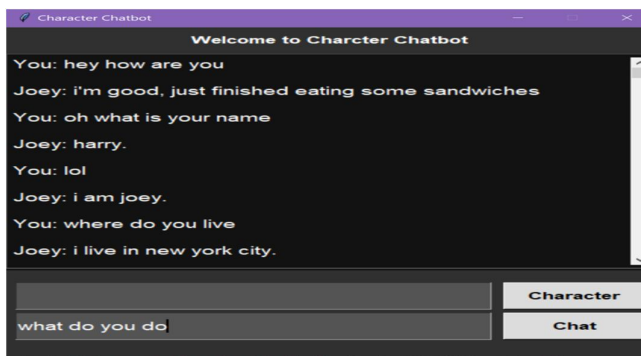 Character Chatbot
Welcome to Charcter Chatbot
You: hey how are you
Joey: i'm good, just finished eating some sandwiches
You: oh what is your name
Joey: harry.
You: lol
Joey: i am joey.
You: where do you live
Joey: i live in new york city.
Character
what do you do
Chat